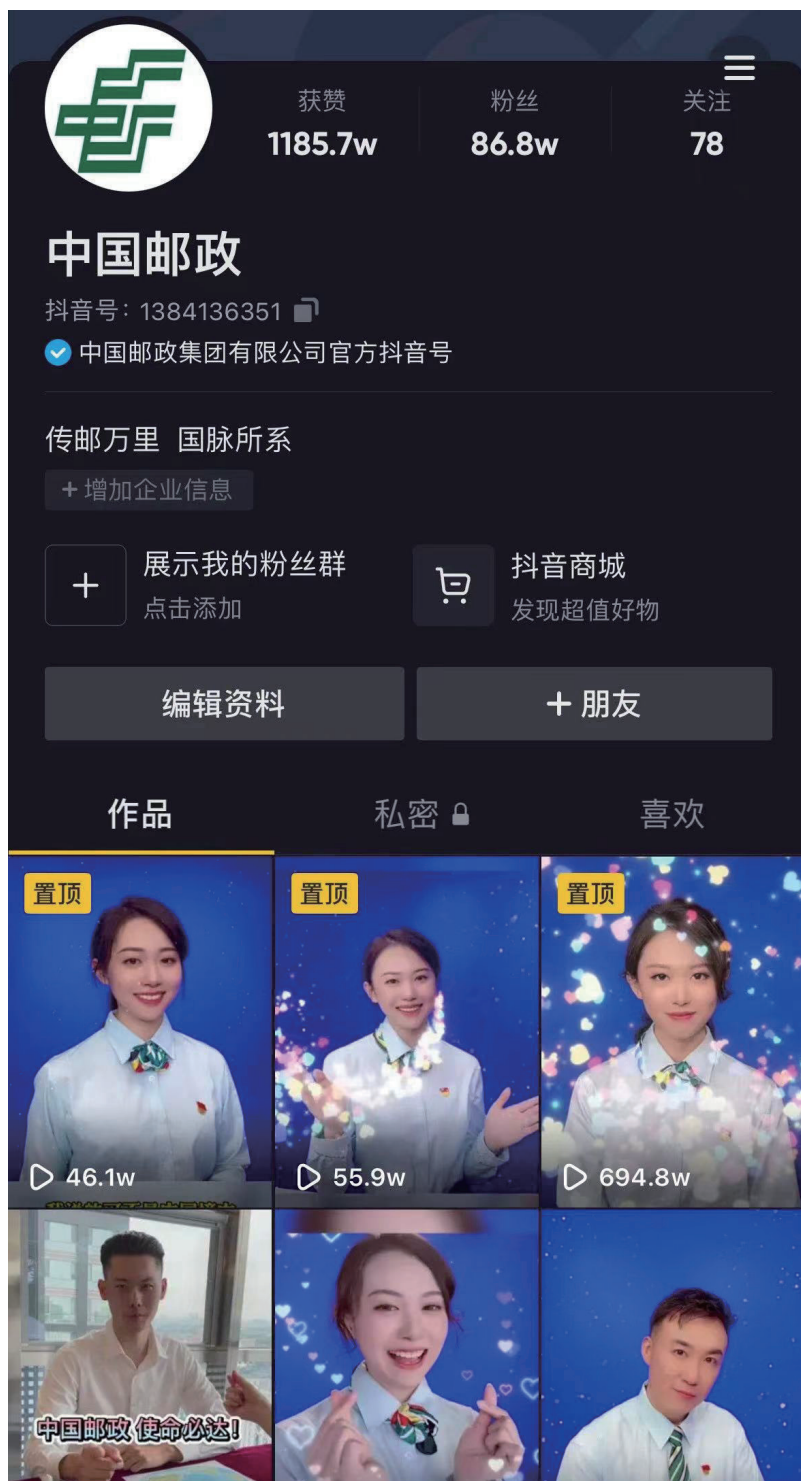 获赞 粉丝 关注
1185.7w 86.8w 78
中国邮政
抖音号：1384136351
中国邮政集团有限公司官方抖音号
传邮万里 国脉所系
+ 增加企业信息
展示我的粉丝群
点击添加
抖音商城
发现超值好物
编辑资料
+ 朋友
作品 私密 喜欢
置顶 置顶 置顶
46.1w 55.9w 694.8w
中国邮政 使命必达！